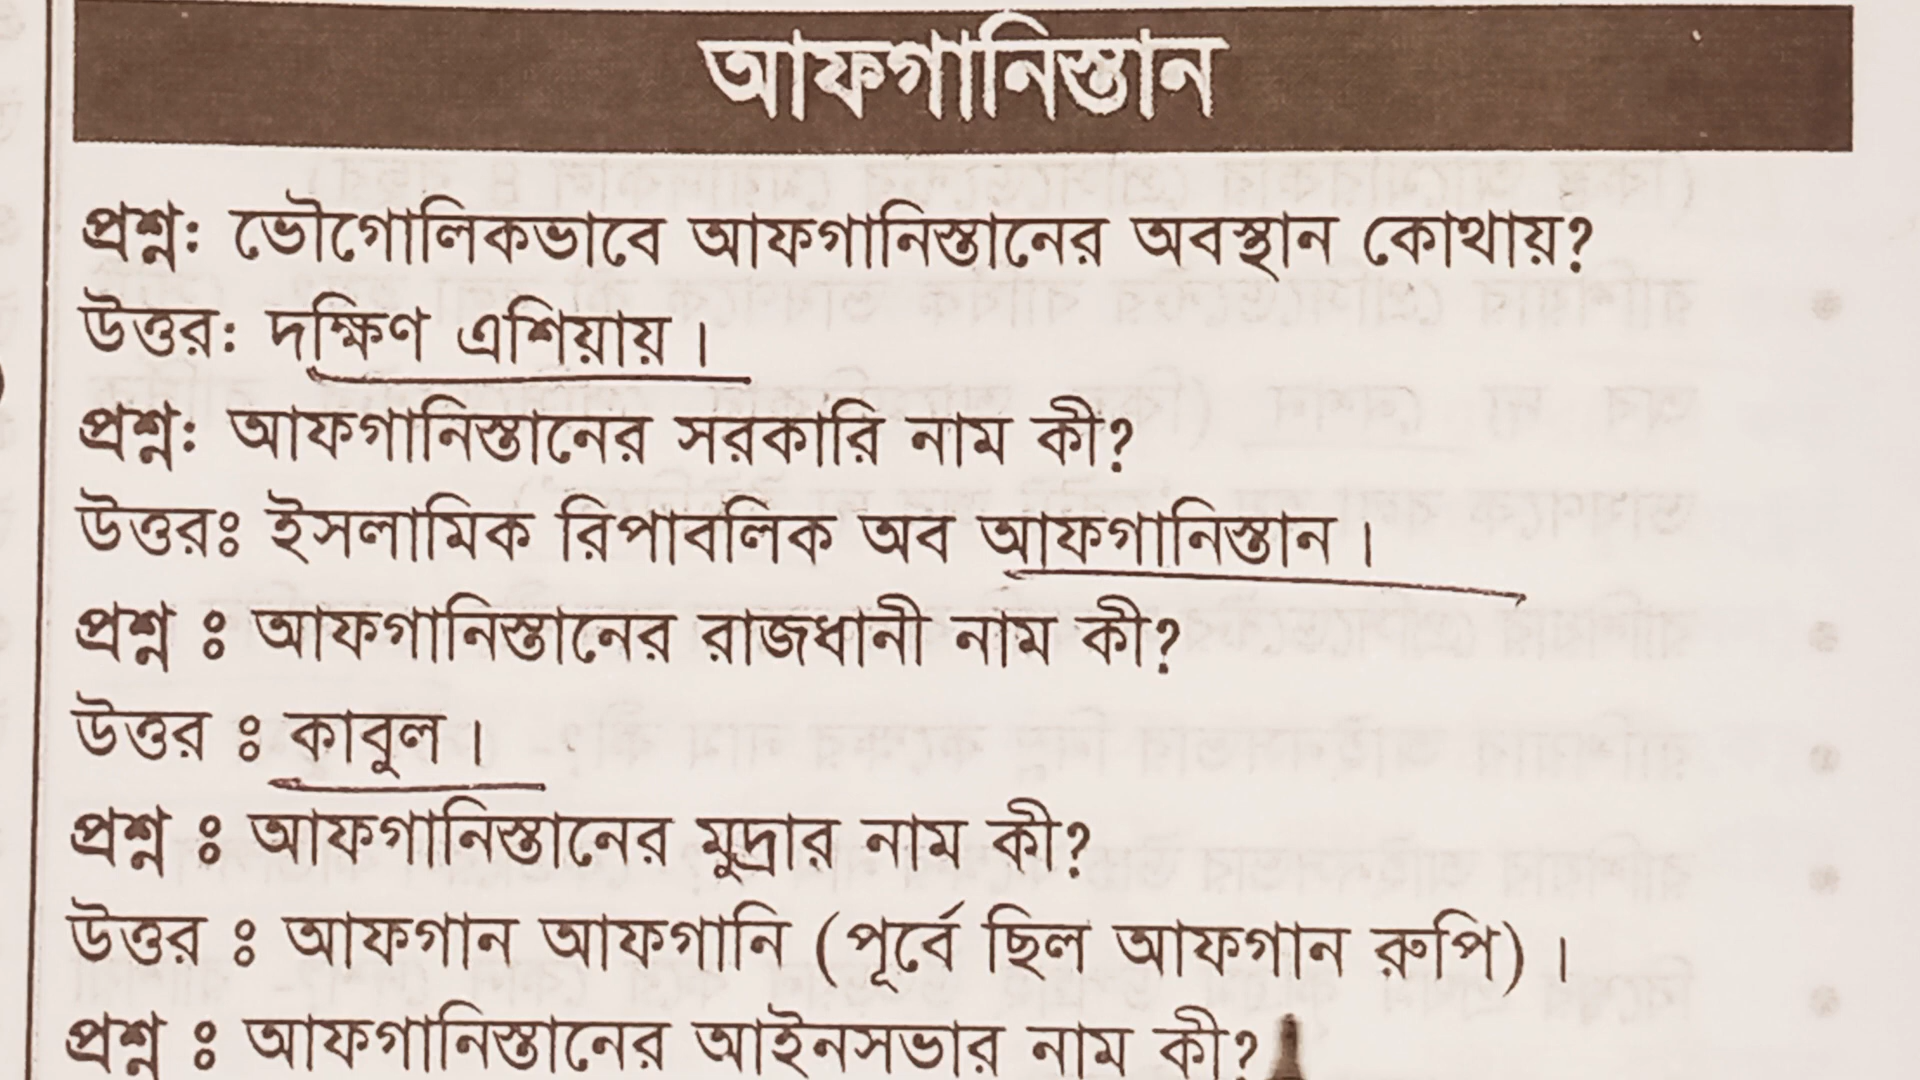 আফগানিস্তান
প্রশ্ন: ভৌগোলিকভাবে আফগানিস্তানের অবস্থান কোথায়?
উত্তর: দক্ষিণ এশিয়ায়।
প্রশ্ন: আফগানিস্তানের সরকারি নাম কী?
উত্তরঃ ইসলামিক রিপাবলিক অব আফগানিস্তান।
প্রশ্ন ঃ আফগানিস্তানের রাজধানী নাম কী?
উত্তর ঃ কাবুল।
প্রশ্ন ঃ আফগানিস্তানের মুদ্রার নাম কী?
উত্তর ঃ আফগান আফগানি (পূর্বে ছিল আফগান রুপি)।
প্রশ্ন ঃ আফগানিস্তানের আইনসভার নাম কী?